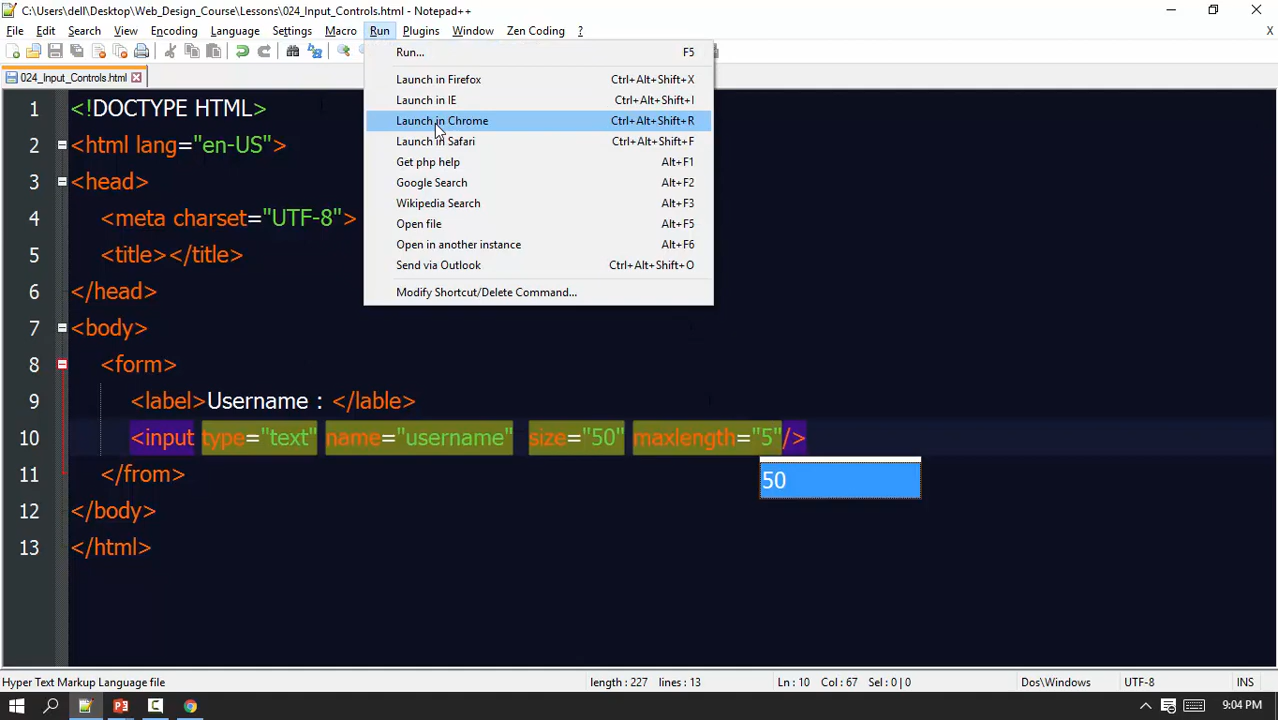 C:\Users\dell\Desktop\Web_Design_Course\Lessons\024_Input_Controls.html - Notepad++
File Edit Search View Encoding Language Settings Macro Run Plugins Window Zen Coding ? X
024_Input_Controls.html
Run... F5
Launch in Firefox Ctrl+Alt+Shift+X
Launch in IE Ctrl+Alt+Shift+I
Launch in Chrome Ctrl+Alt+Shift+R
Launch in Safari Ctrl+Alt+Shift+F
Get php help Alt+F1
Google Search Alt+F2
Wikipedia Search Alt+F3
Open file Alt+F5
Open in another instance Alt+F6
Send via Outlook Ctrl+Alt+Shift+O
Modify Shortcut/Delete Command...
1 <!DOCTYPE HTML>
2 <html lang="en-US">
3 <head>
4 <meta charset="UTF-8">
5 <title></title>
6 </head>
7 <body>
8 <form>
9 <label>Username : </lable>
10 <input type="text" name="username" size="50" maxlength="5"/>
50
11 </from>
12 </body>
13 </html>
Hyper Text Markup Language file length : 227 lines : 13 Ln : 10 Col : 67 Sel : 0 | 0 Dos\Windows UTF-8 INS
9:04 PM